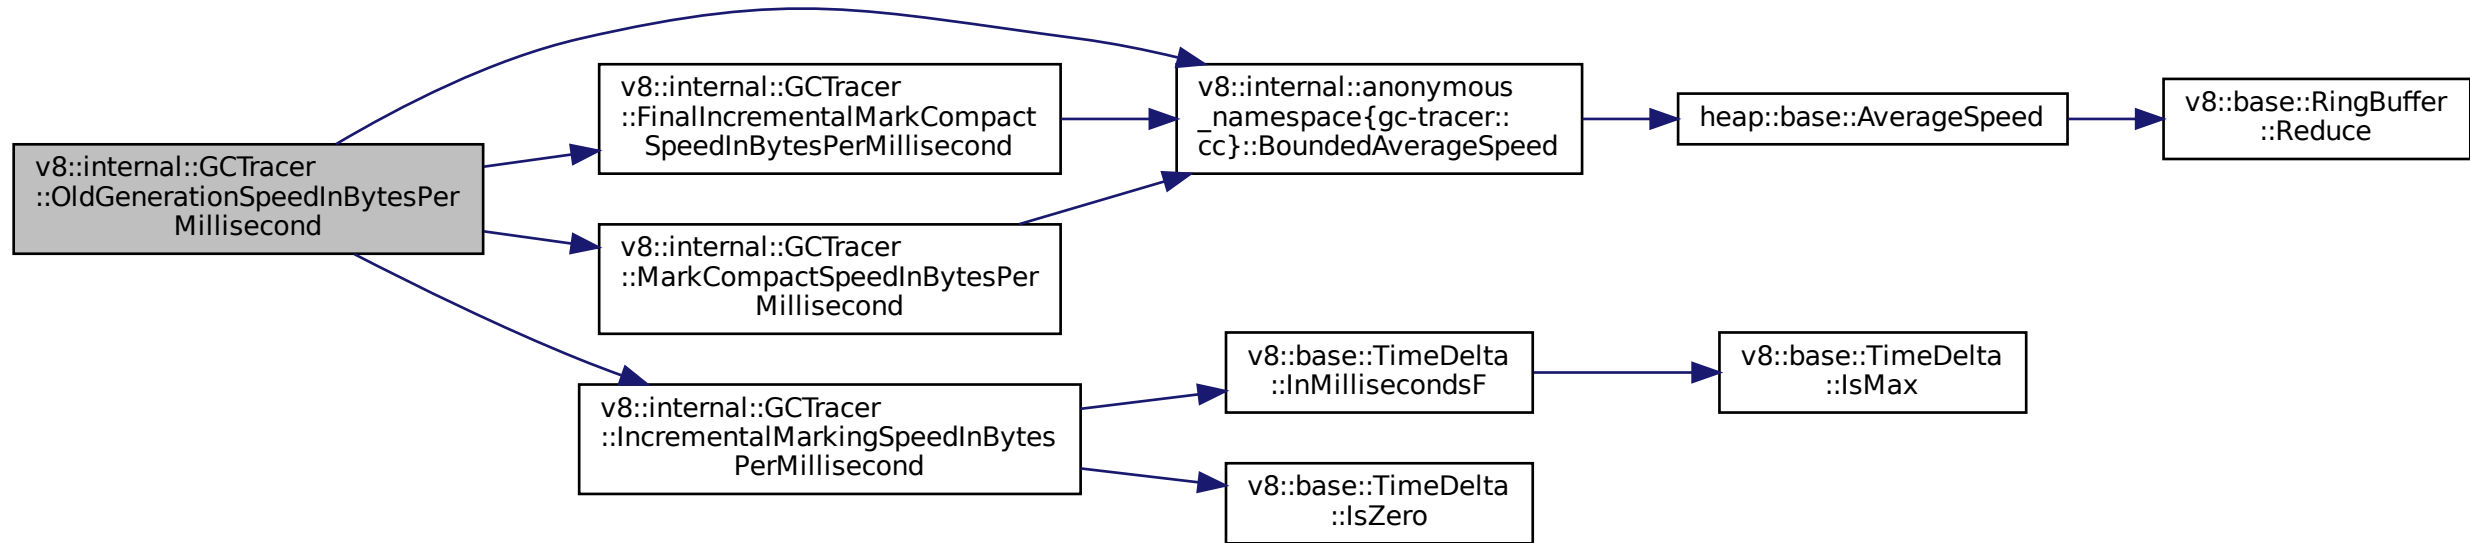 v8::internal::GCTracer
::OldGenerationSpeedInBytesPer
Millisecond
v8::internal::GCTracer
::FinalIncrementalMarkCompact
SpeedInBytesPerMillisecond
v8::internal::GCTracer
::MarkCompactSpeedInBytesPer
Millisecond
v8::internal::GCTracer
::IncrementalMarkingSpeedInBytes
PerMillisecond
v8::internal::anonymous
_namespace{gc-tracer::
cc}::BoundedAverageSpeed
v8::base::TimeDelta
::InMillisecondsF
v8::base::TimeDelta
::IsZero
heap::base::AverageSpeed
v8::base::TimeDelta
::IsMax
v8::base::RingBuffer
::Reduce